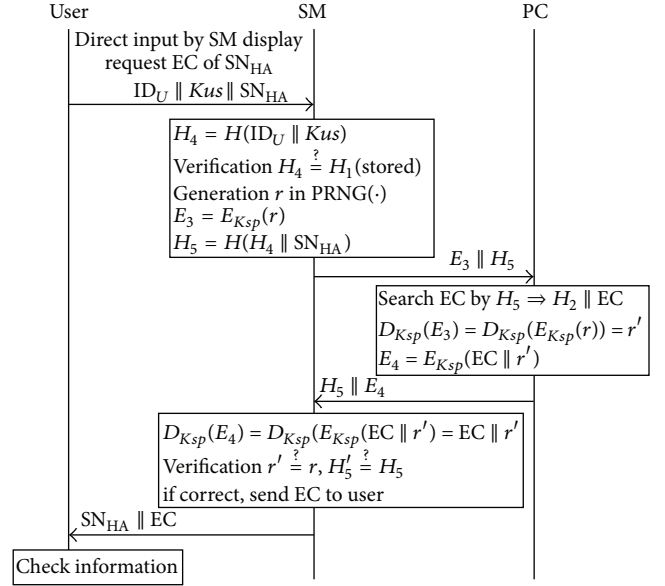 User SM PC
Direct input by SM display
request EC of SN_HA
ID_U ∥ Kus ∥ SN_HA
H_4 = H(ID_U ∥ Kus)
Verification H_4 ≟ H_1(stored)
Generation r in PRNG(·)
E_3 = E_Ksp(r)
H_5 = H(H_4 ∥ SN_HA)
E_3 ∥ H_5
Search EC by H_5 ⇒ H_2 ∥ EC
D_Ksp(E_3) = D_Ksp(E_Ksp(r)) = r′
E_4 = E_Ksp(EC ∥ r′)
H_5 ∥ E_4
D_Ksp(E_4) = D_Ksp(E_Ksp(EC ∥ r′) = EC ∥ r′
Verification r′ ≟ r, H′_5 ≟ H_5
if correct, send EC to user
SN_HA ∥ EC
Check information